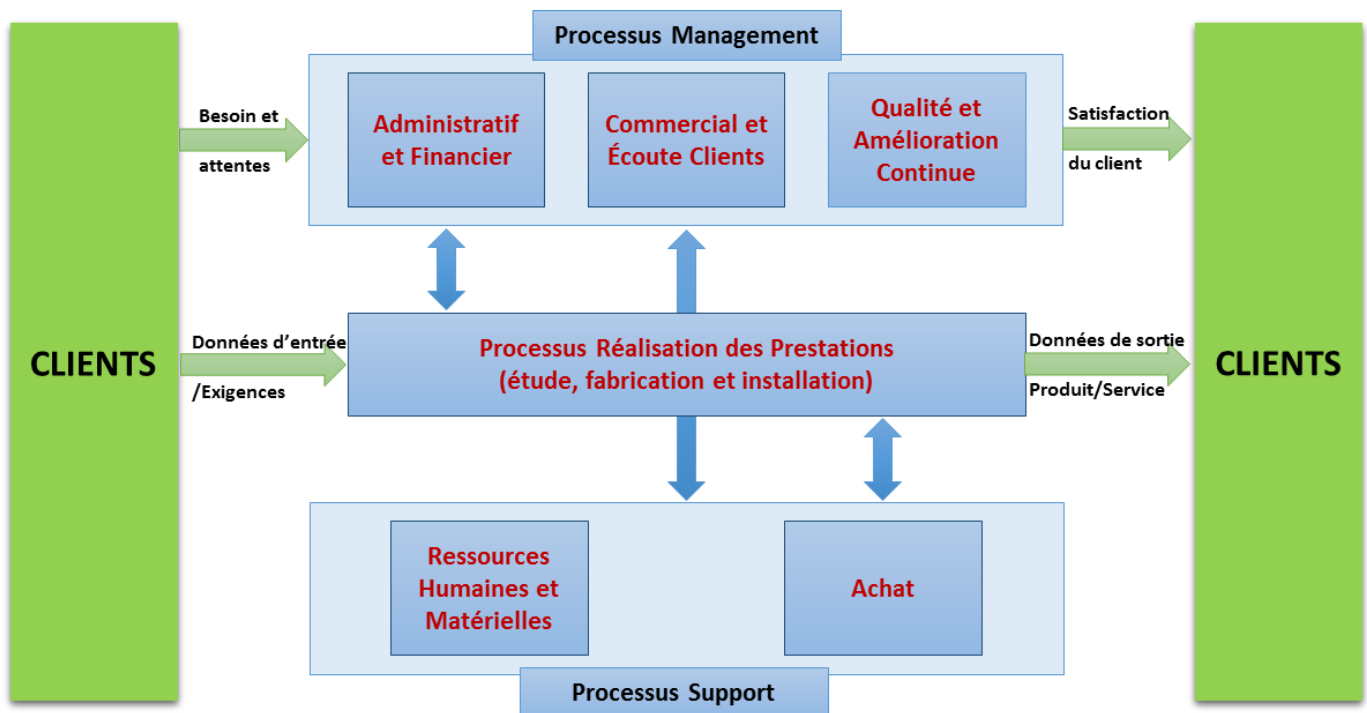 Processus Management
CLIENTS
Besoin et
attentes
Administratif
et Financier
Commercial et
Écoute Clients
Qualité et
Amélioration
Continue
Satisfaction
du client
Données d’entrée
/Exigences
Processus Réalisation des Prestations
(étude, fabrication et installation)
Données de sortie
Produit/Service
CLIENTS
Ressources
Humaines et
Matérielles
Achat
Processus Support